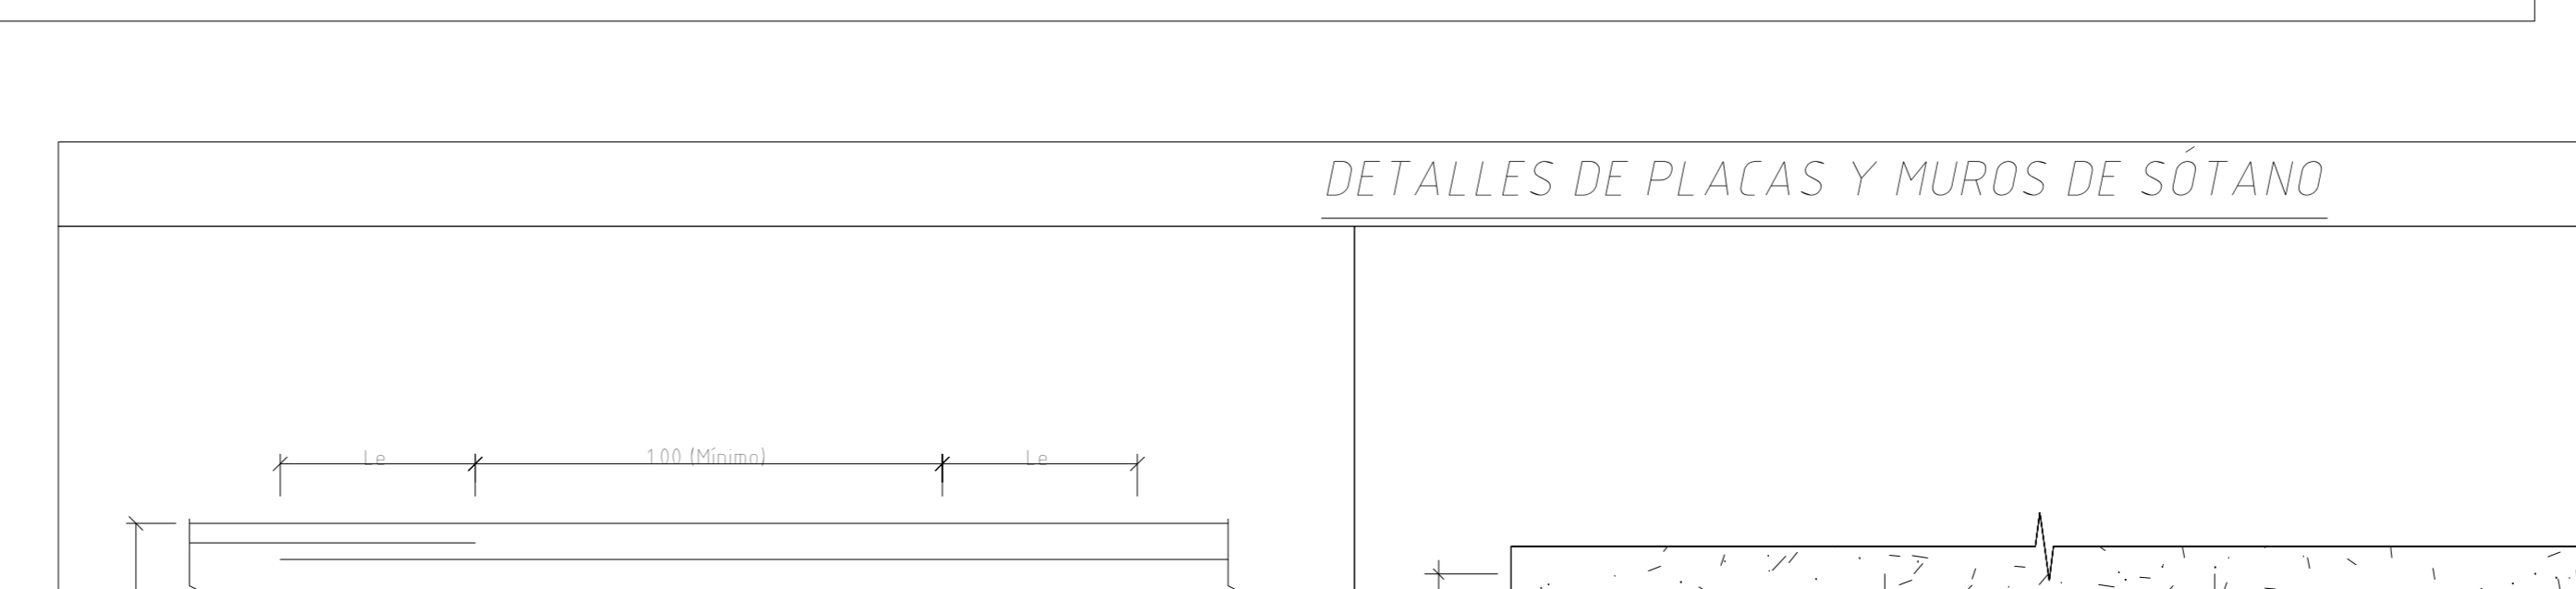 DETALLES DE PLACAS Y MUROS DE SÓTANO
Le 100 (Mínimo) Le